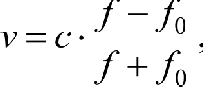 v = c · (f − f₀) / (f + f₀) ,